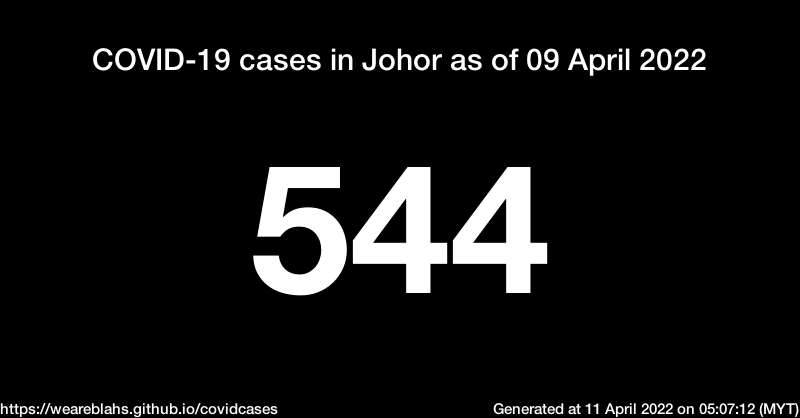 COVID-19 cases in Johor as of 09 April 2022
544
https://weareblahs.github.io/covidcases
Generated at 11 April 2022 on 05:07:12 (MYT)